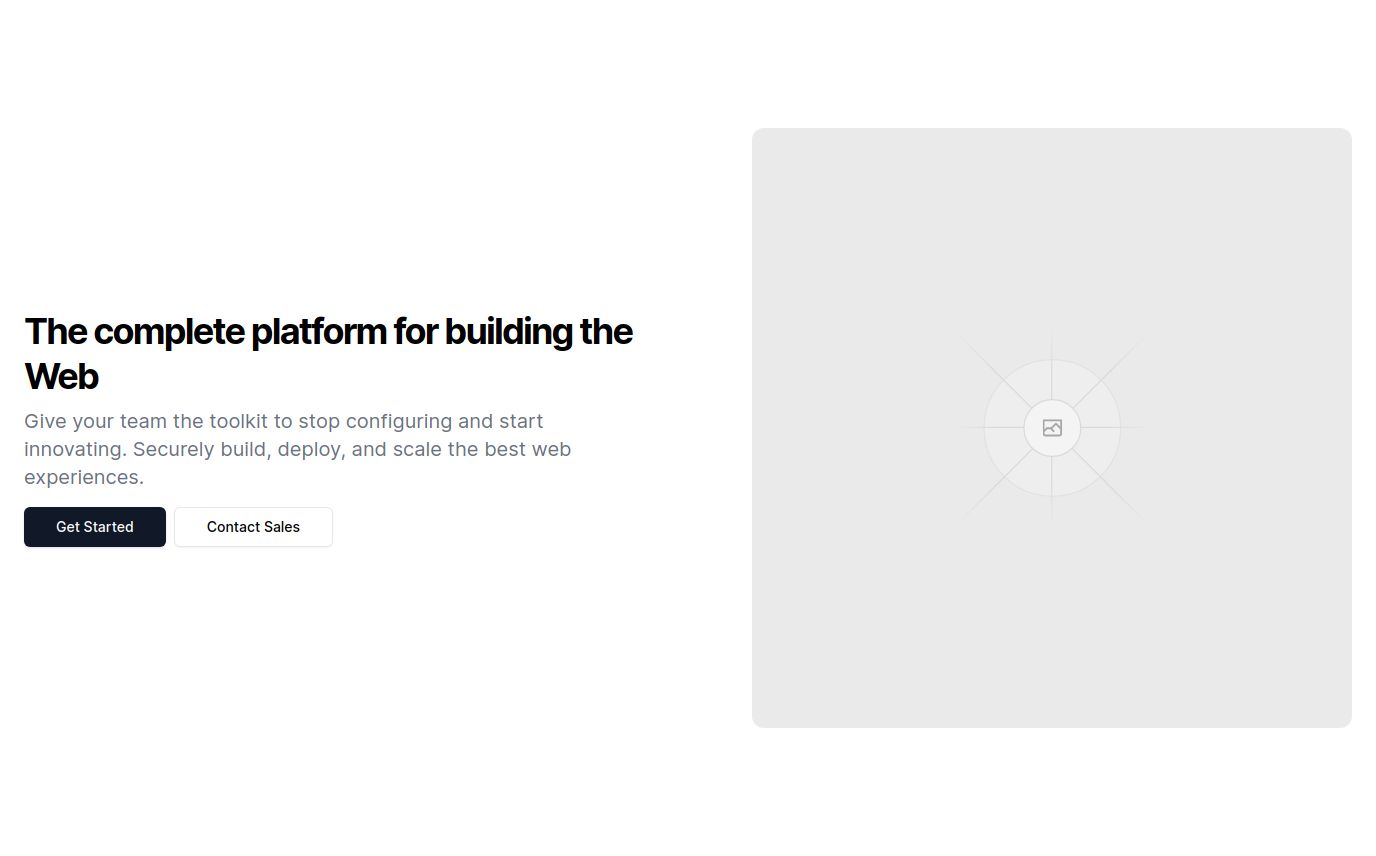 The complete platform for building the
Web
Give your team the toolkit to stop configuring and start
innovating. Securely build, deploy, and scale the best web
experiences.
Get Started
Contact Sales